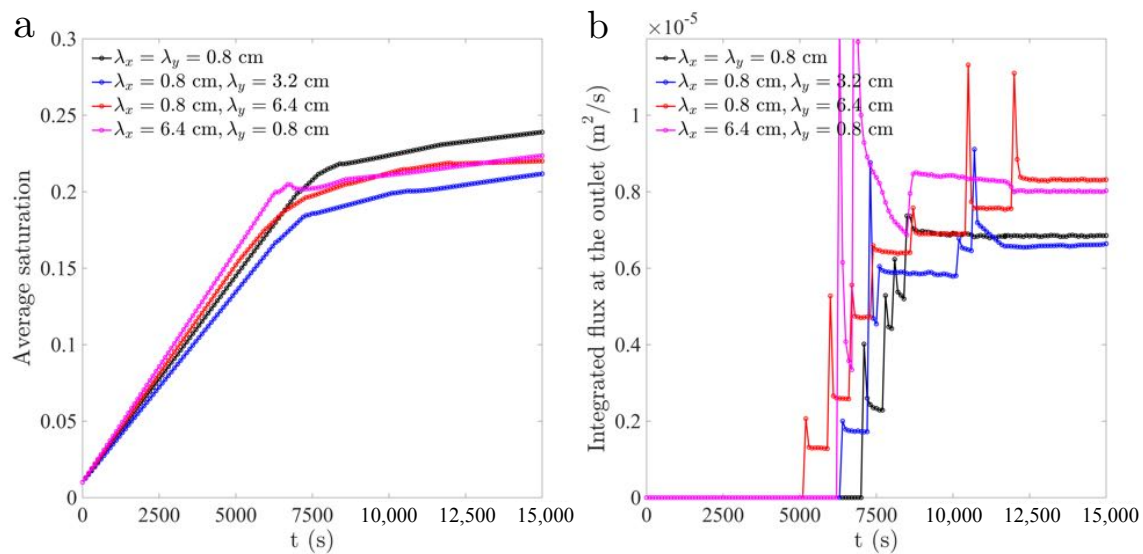 a
0.3
0.25
0.2
0.15
0.1
0.05
0
Average saturation
λx = λy = 0.8 cm
λx = 0.8 cm, λy = 3.2 cm
λx = 0.8 cm, λy = 6.4 cm
λx = 6.4 cm, λy = 0.8 cm
0 2500 5000 7500 10,000 12,500 15,000
t (s)
b
×10⁻⁵
1
0.8
0.6
0.4
0.2
0
Integrated flux at the outlet (m²/s)
λx = λy = 0.8 cm
λx = 0.8 cm, λy = 3.2 cm
λx = 0.8 cm, λy = 6.4 cm
λx = 6.4 cm, λy = 0.8 cm
0 2500 5000 7500 10,000 12,500 15,000
t (s)